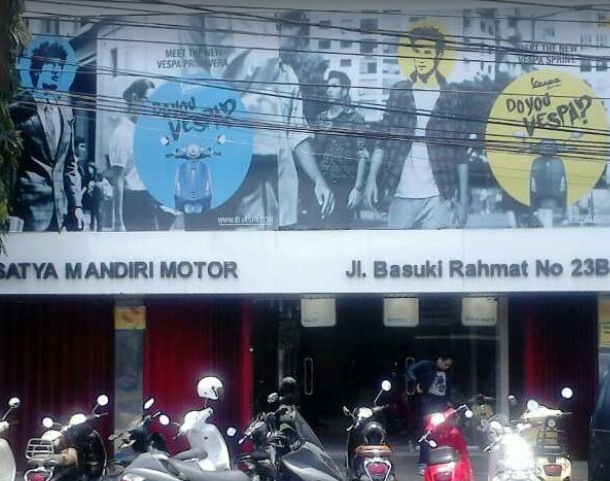 MEET THE NEW
VESPA PRIMAVERA
DO YOU
VESPA!?
MEET THE NEW
VESPA SPRINT
Vespa
DO YOU
VESPA!?
SATYA MANDIRI MOTOR
Jl. Basuki Rahmat No 23B